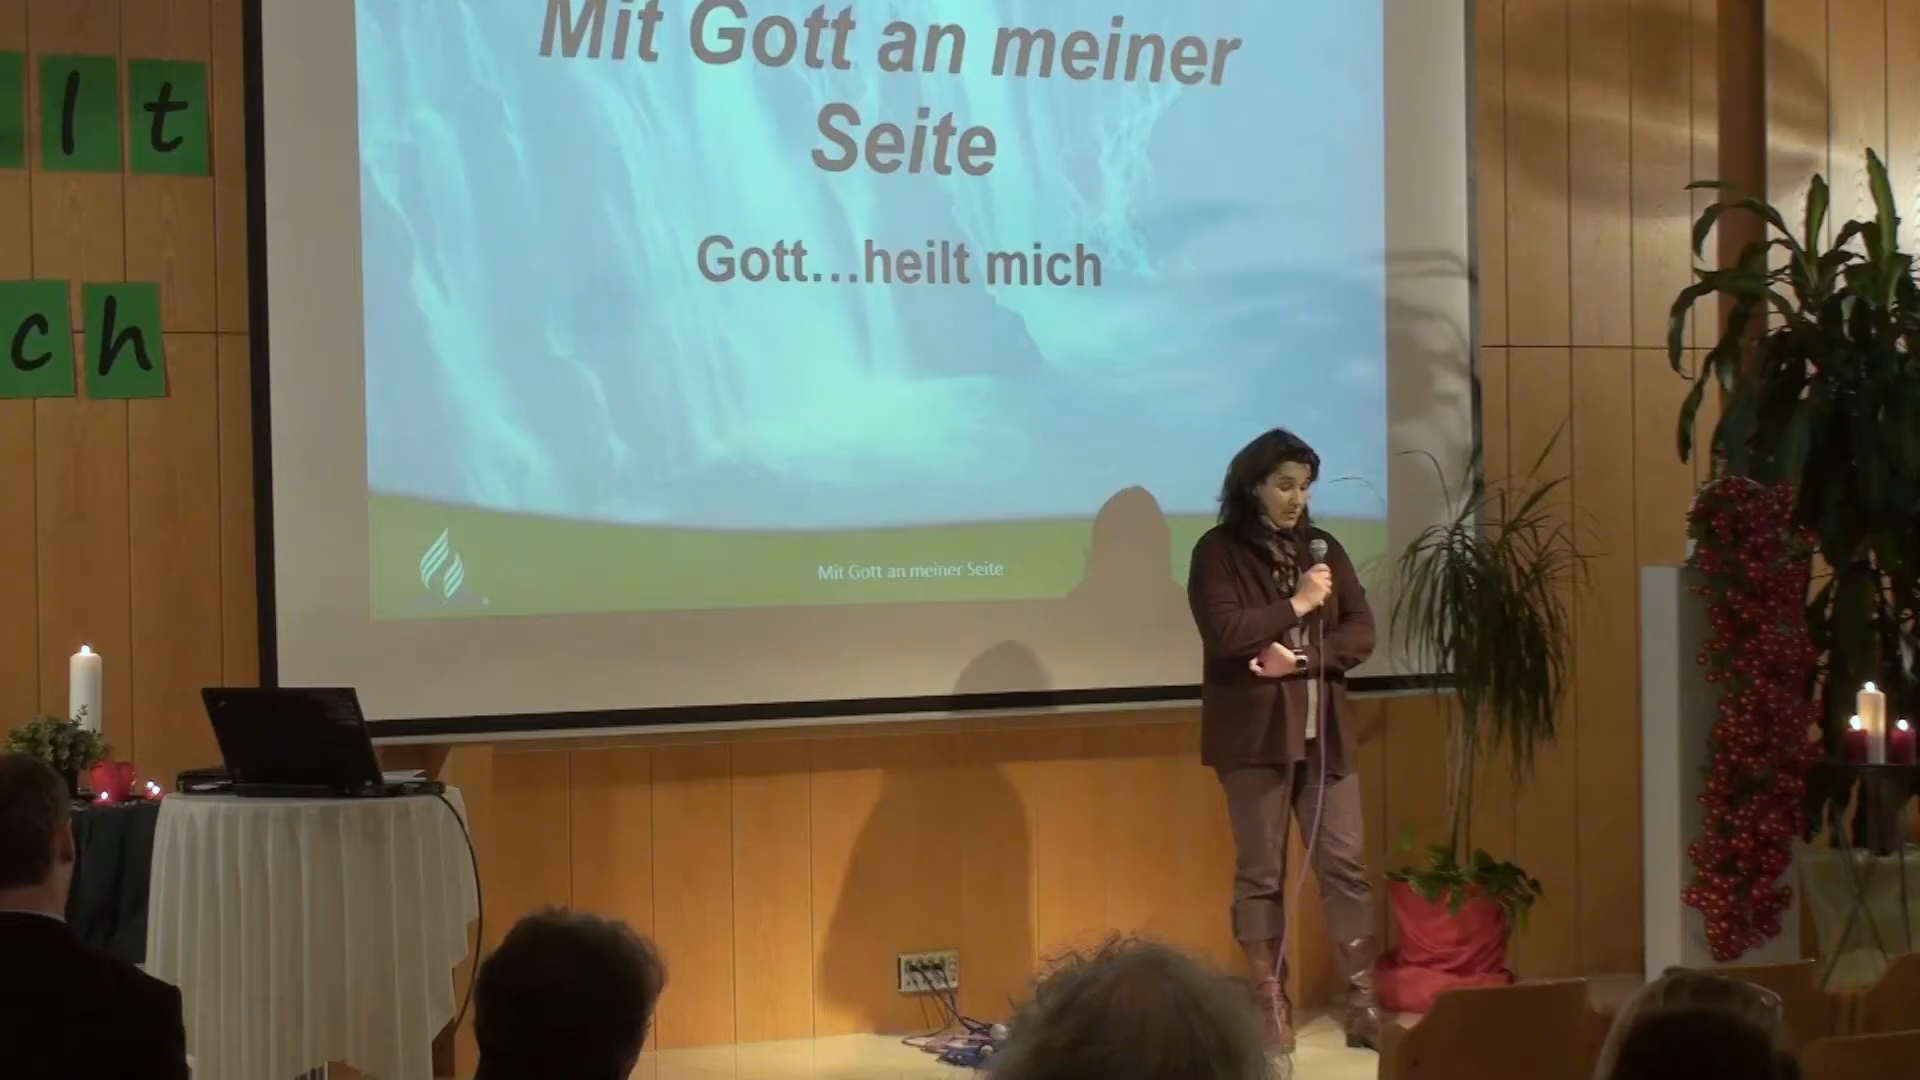 Mit Gott an meiner
Seite
Gott...heilt mich
Mit Gott an meiner Seite
lt
ch